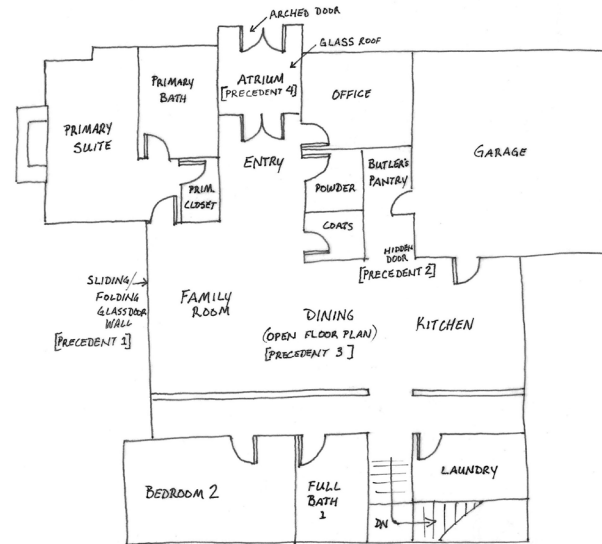 ARCHED DOOR
GLASS ROOF
ATRIUM
[PRECEDENT 4]
PRIMARY
BATH
OFFICE
PRIMARY
SUITE
GARAGE
ENTRY
BUTLER'S
PANTRY
PRIM.
CLOSET
POWDER
COATS
HIDDEN
DOOR
[PRECEDENT 2]
SLIDING/
FOLDING
GLASS DOOR
WALL
[PRECEDENT 1]
FAMILY
ROOM
DINING
(OPEN FLOOR PLAN)
[PRECEDENT 3]
KITCHEN
BEDROOM 2
FULL
BATH
1
LAUNDRY
DN